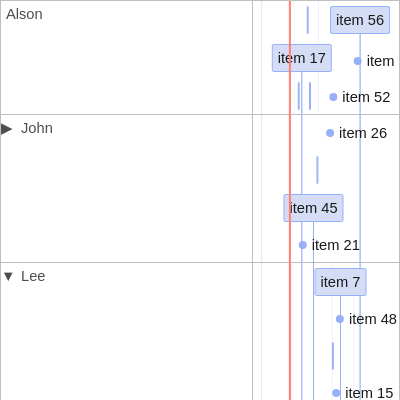 Alson
item 56
item 17
item
item 52
▶ John
item 26
item 45
item 21
▼ Lee
item 7
item 48
item 15